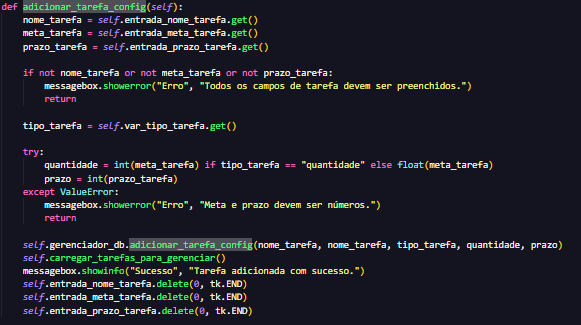 def adicionar_tarefa_config(self):
    nome_tarefa = self.entrada_nome_tarefa.get()
    meta_tarefa = self.entrada_meta_tarefa.get()
    prazo_tarefa = self.entrada_prazo_tarefa.get()

    if not nome_tarefa or not meta_tarefa or not prazo_tarefa:
        messagebox.showerror("Erro", "Todos os campos de tarefa devem ser preenchidos.")
        return

    tipo_tarefa = self.var_tipo_tarefa.get()

    try:
        quantidade = int(meta_tarefa) if tipo_tarefa == "quantidade" else float(meta_tarefa)
        prazo = int(prazo_tarefa)
    except ValueError:
        messagebox.showerror("Erro", "Meta e prazo devem ser números.")
        return

    self.gerenciador_db.adicionar_tarefa_config(nome_tarefa, nome_tarefa, tipo_tarefa, quantidade, prazo)
    self.carregar_tarefas_para_gerenciar()
    messagebox.showinfo("Sucesso", "Tarefa adicionada com sucesso.")
    self.entrada_nome_tarefa.delete(0, tk.END)
    self.entrada_meta_tarefa.delete(0, tk.END)
    self.entrada_prazo_tarefa.delete(0, tk.END)